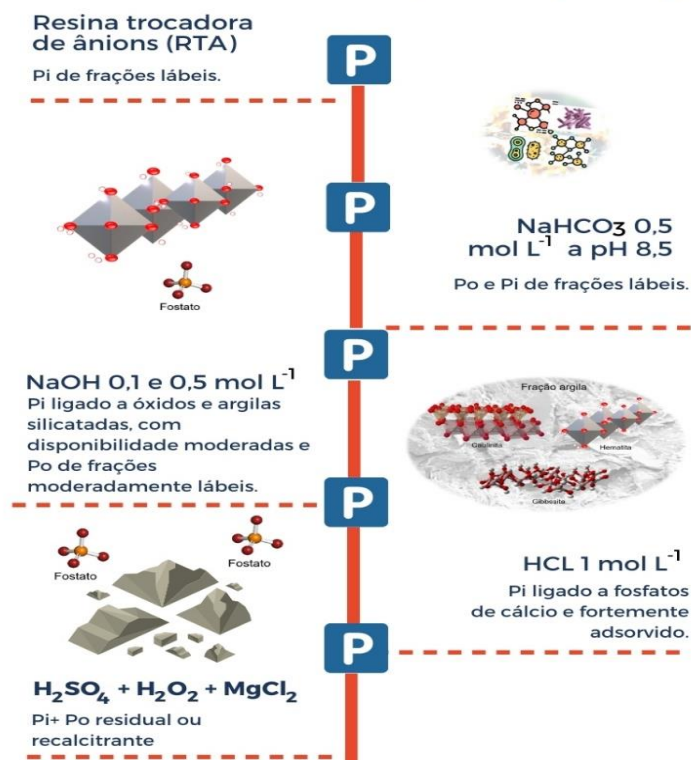 Resina trocadora
de ânions (RTA)
Pi de frações lábeis.
P
P
Fostato
NaHCO3 0,5
mol L⁻¹ a pH 8,5
Po e Pi de frações lábeis.
P
NaOH 0,1 e 0,5 mol L⁻¹
Pi ligado a óxidos e argilas
silicatadas, com
disponibilidade moderadas e
Po de frações
moderadamente lábeis.
Fração argila
Hematita
Gibbesita
P
Fostato
Fostato
HCL 1 mol L⁻¹
Pi ligado a fosfatos
de cálcio e fortemente
adsorvido.
P
H₂SO₄ + H₂O₂ + MgCl₂
Pi+ Po residual ou
recalcitrante